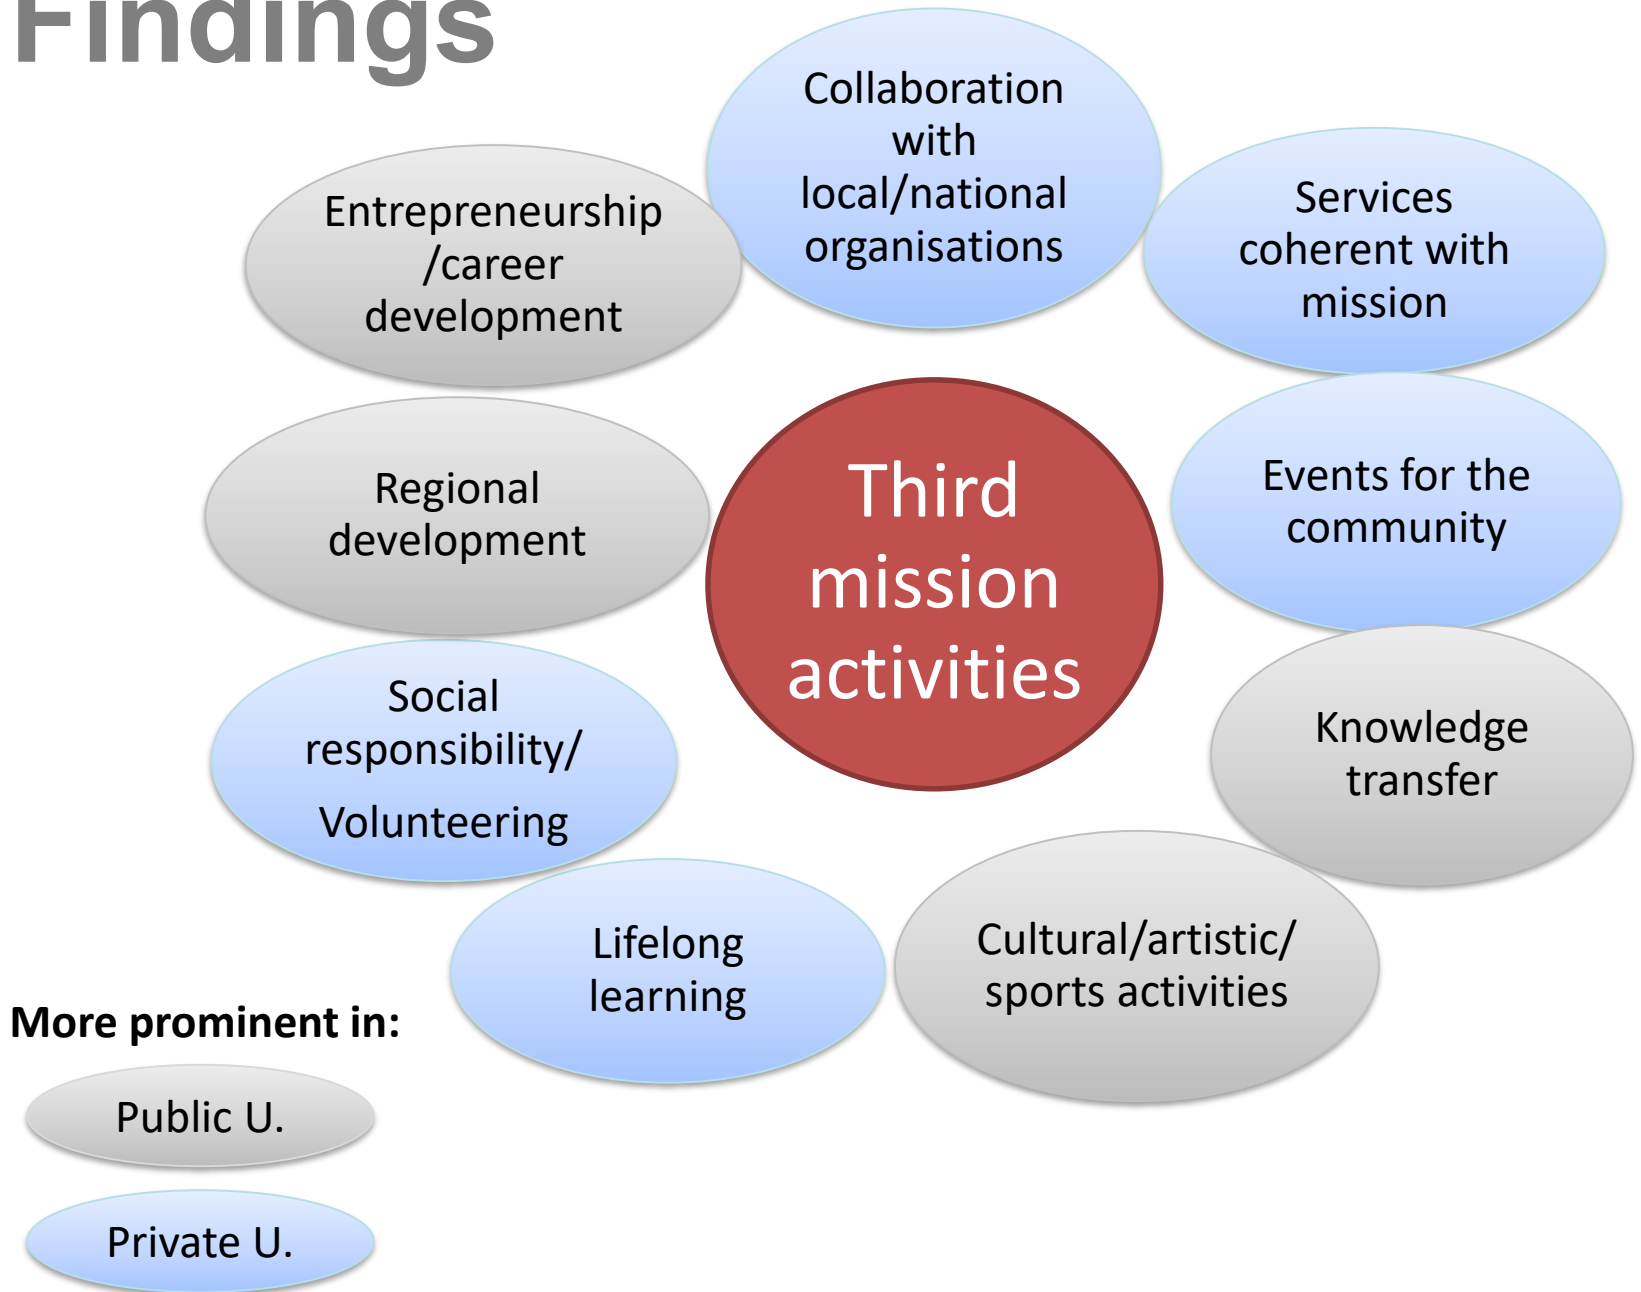 Findings
Collaboration
with
local/national
organisations
Services
coherent with
mission
Events for the
community
Knowledge
transfer
Cultural/artistic/
sports activities
Lifelong
learning
Social
responsibility/
Volunteering
Regional
development
Entrepreneurship
/career
development
Third
mission
activities
More prominent in:
Public U.
Private U.